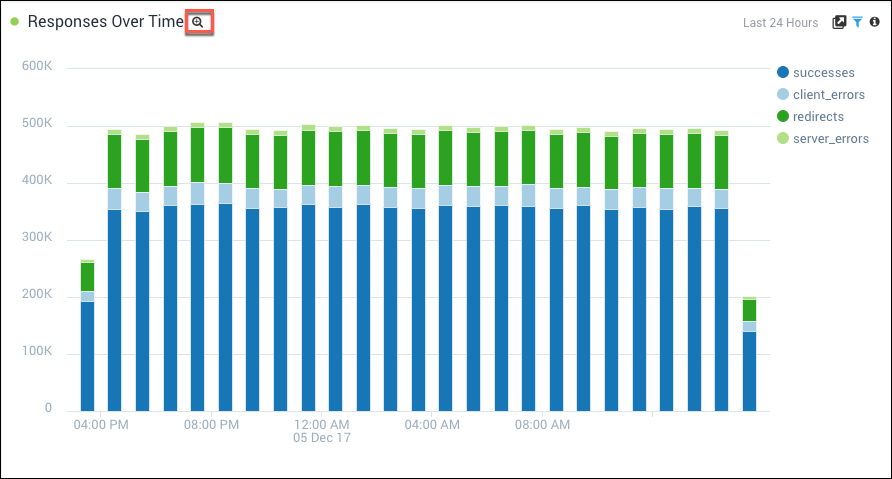 Responses Over Time
Last 24 Hours
600K
500K
400K
300K
200K
100K
0
04:00 PM
08:00 PM
12:00 AM
05 Dec 17
04:00 AM
08:00 AM
successes
client_errors
redirects
server_errors